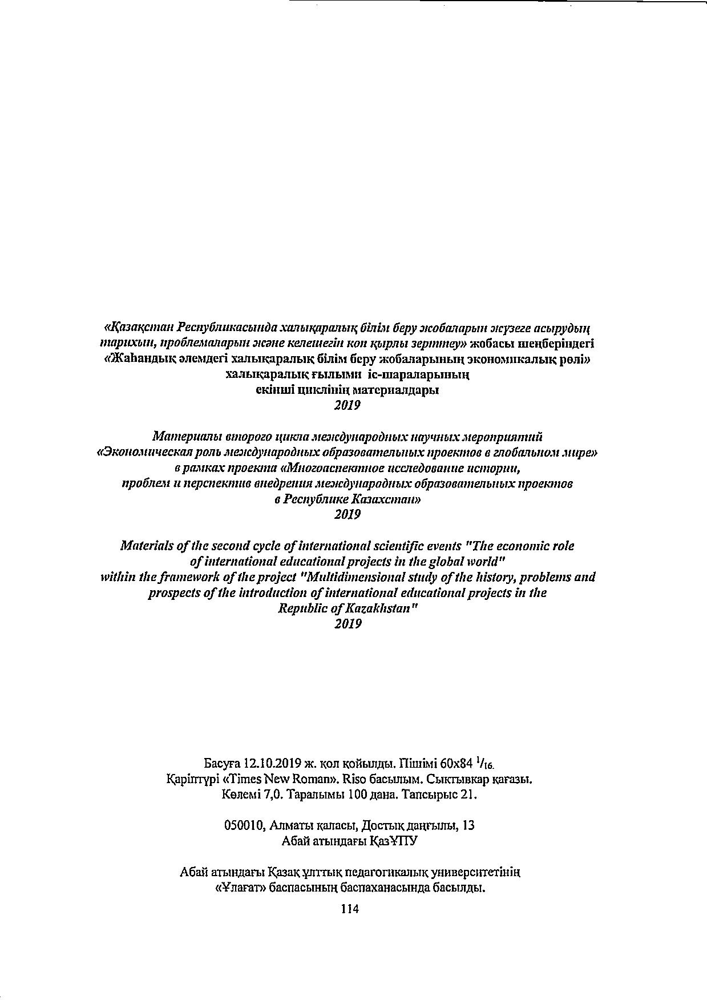 «Қазақстан Республикасында халықаралық білім беру жобаларын жүзеге асырудың
тарихын, проблемаларын және келешегін көп қырлы зерттеу» жобасы шеңберіндегі
«Жаһандық әлемдегі халықаралық білім беру жобаларының экономикалық рөлі»
халықаралық ғылыми іс-шараларының
екінші циклінің материалдары
2019
Материалы второго цикла международных научных мероприятий
«Экономическая роль международных образовательных проектов в глобальном мире»
в рамках проекта «Многоаспектное исследование истории,
проблем и перспектив внедрения международных образовательных проектов
в Республике Казахстан»
2019
Materials of the second cycle of international scientific events "The economic role
of international educational projects in the global world"
within the framework of the project "Multidimensional study of the history, problems and
prospects of the introduction of international educational projects in the
Republic of Kazakhstan"
2019
Басуға 12.10.2019 ж. қол қойылды. Пішімі 60х84 1/16.
Қаріптүрі «Times New Roman». Riso басылым. Сыктывкар қағазы.
Көлемі 7,0. Таралымы 100 дана. Тапсырыс 21.
050010, Алматы қаласы, Достық даңғылы, 13
Абай атындағы ҚазҰПУ
Абай атындағы Қазақ ұлттық педагогикалық университетінің
«Ұлағат» баспасының баспаханасында басылды.
114